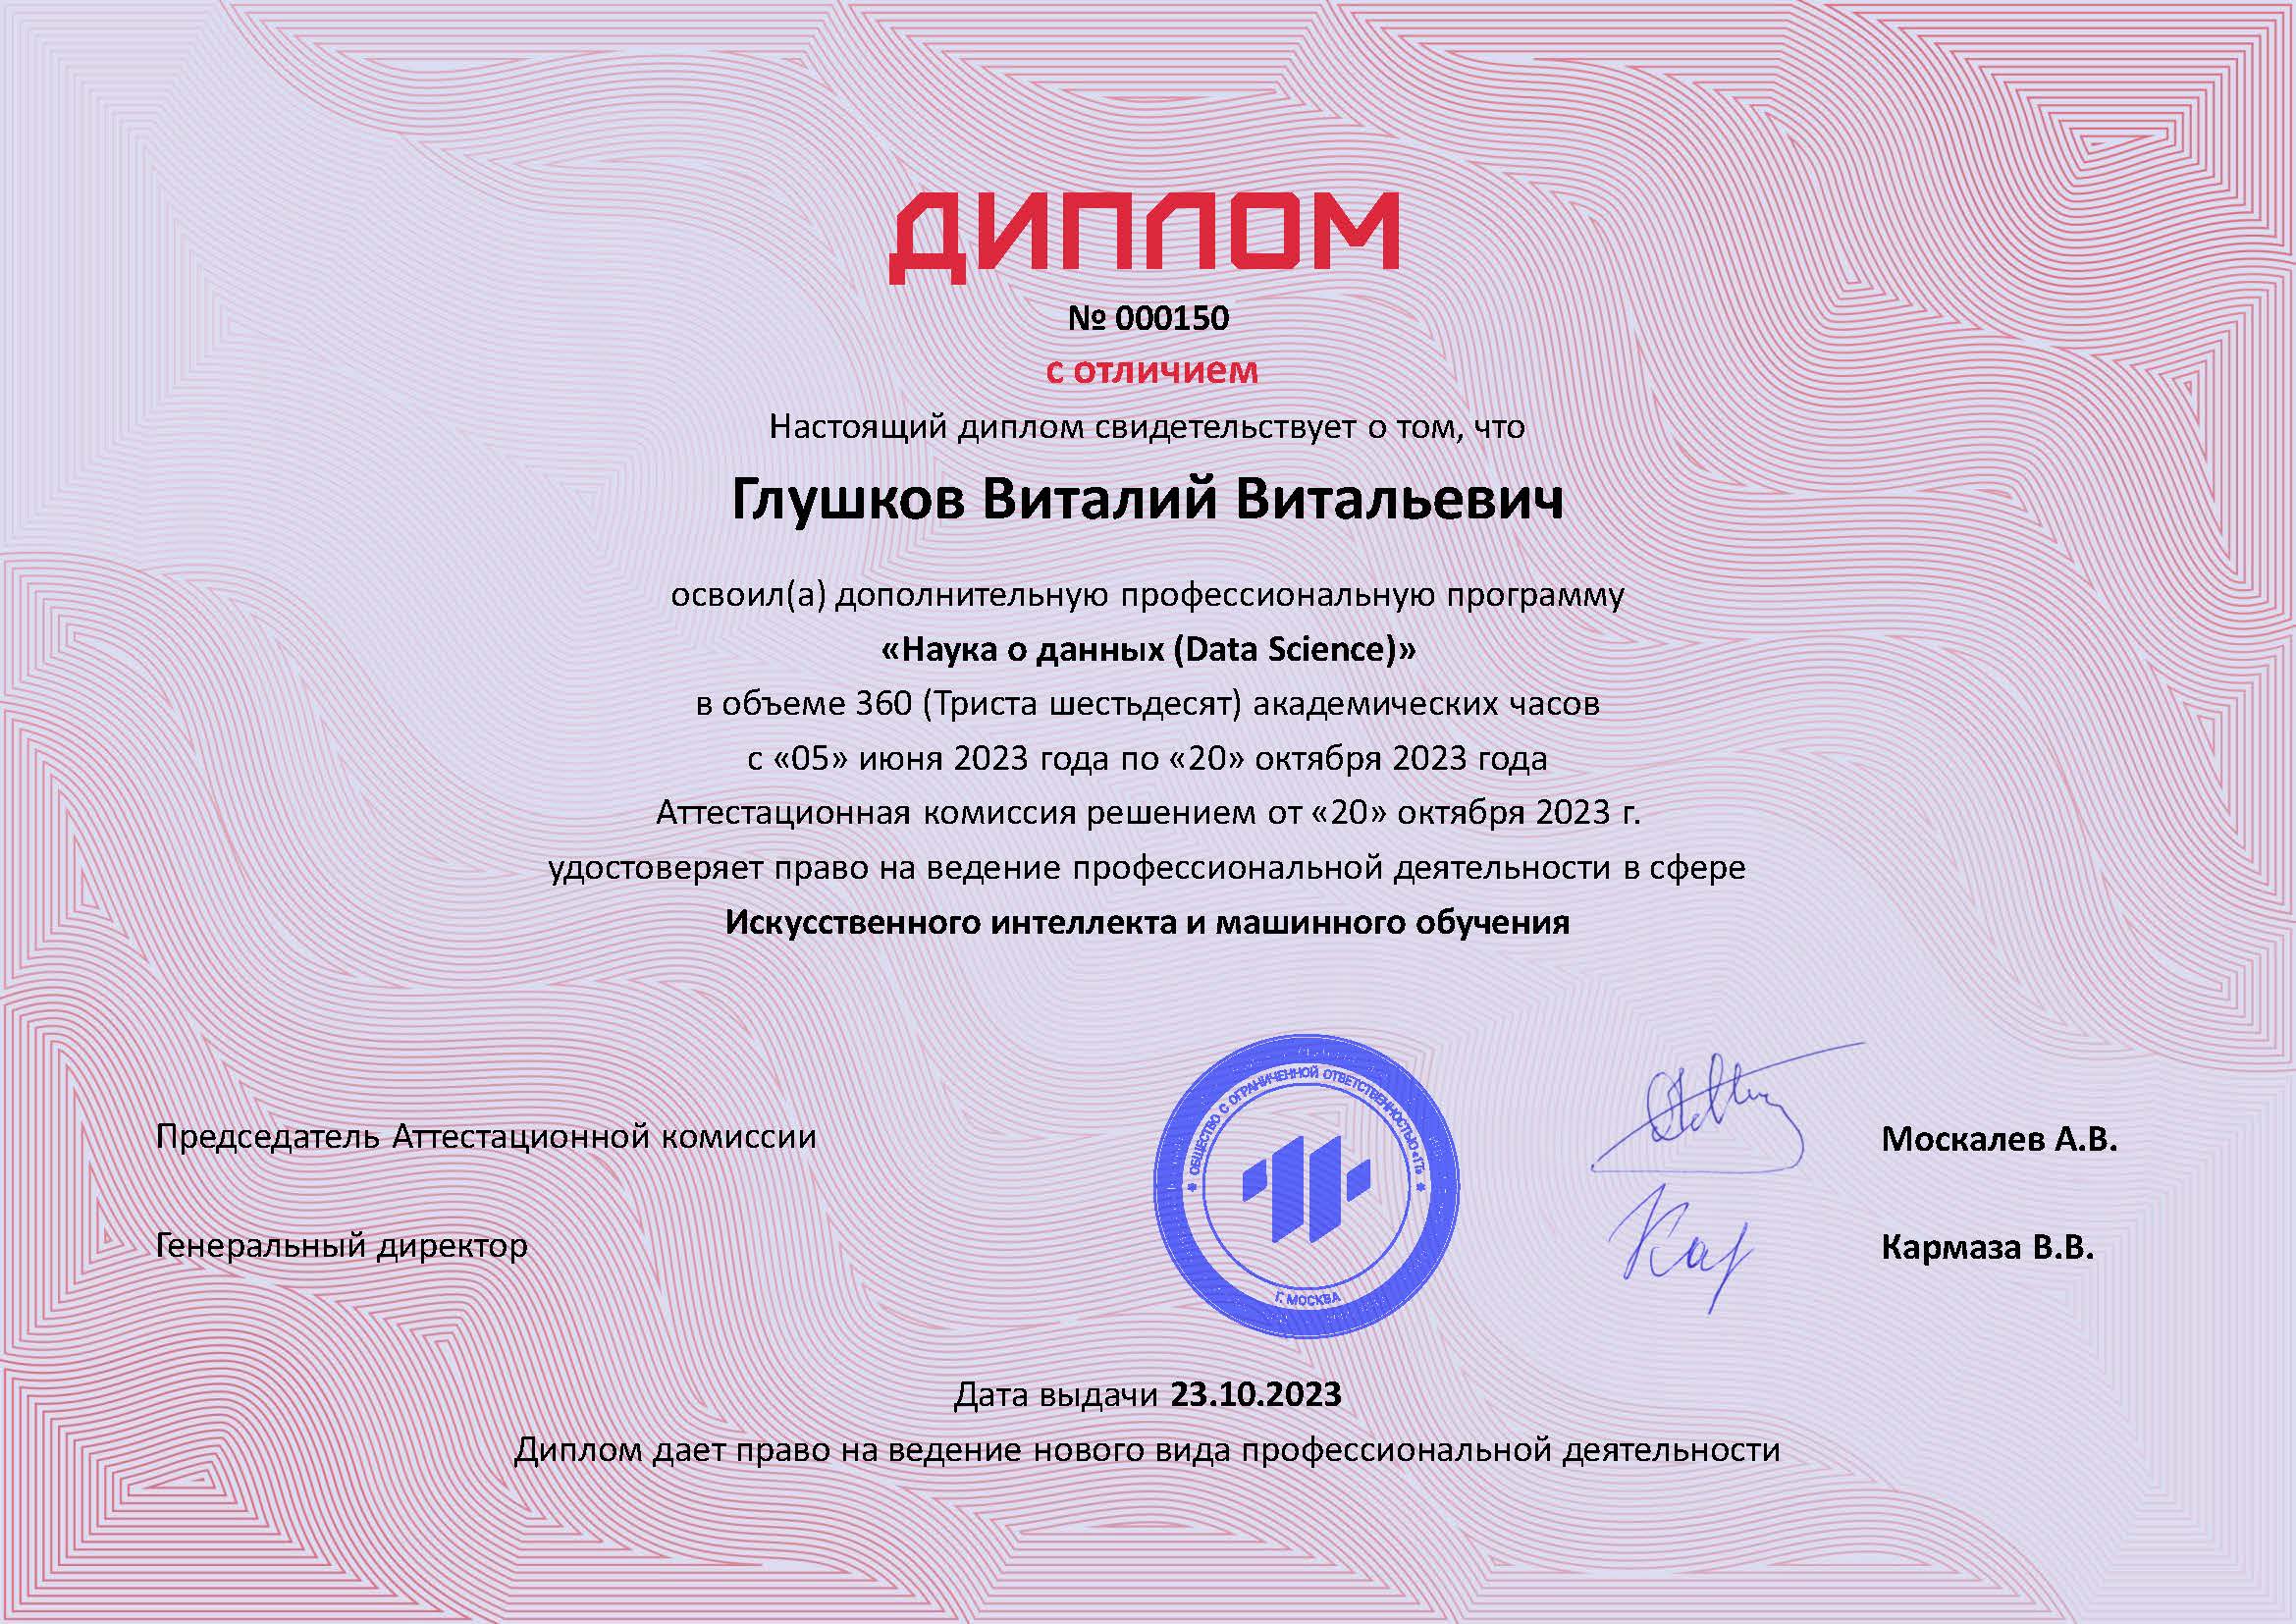 ДИПЛОМ
№ 000150
с отличием
Настоящий диплом свидетельствует о том, что
Глушков Виталий Витальевич
освоил(а) дополнительную профессиональную программу
«Наука о данных (Data Science)»
в объеме 360 (Триста шестьдесят) академических часов
с «05» июня 2023 года по «20» октября 2023 года
Аттестационная комиссия решением от «20» октября 2023 г.
удостоверяет право на ведение профессиональной деятельности в сфере
Искусственного интеллекта и машинного обучения
ОБЩЕСТВО С ОГРАНИЧЕННОЙ ОТВЕТСТВЕННОСТЬЮ «1Т»
Г. МОСКВА
Председатель Аттестационной комиссии
Москалев А.В.
Генеральный директор
Кармаза В.В.
Дата выдачи 23.10.2023
Диплом дает право на ведение нового вида профессиональной деятельности